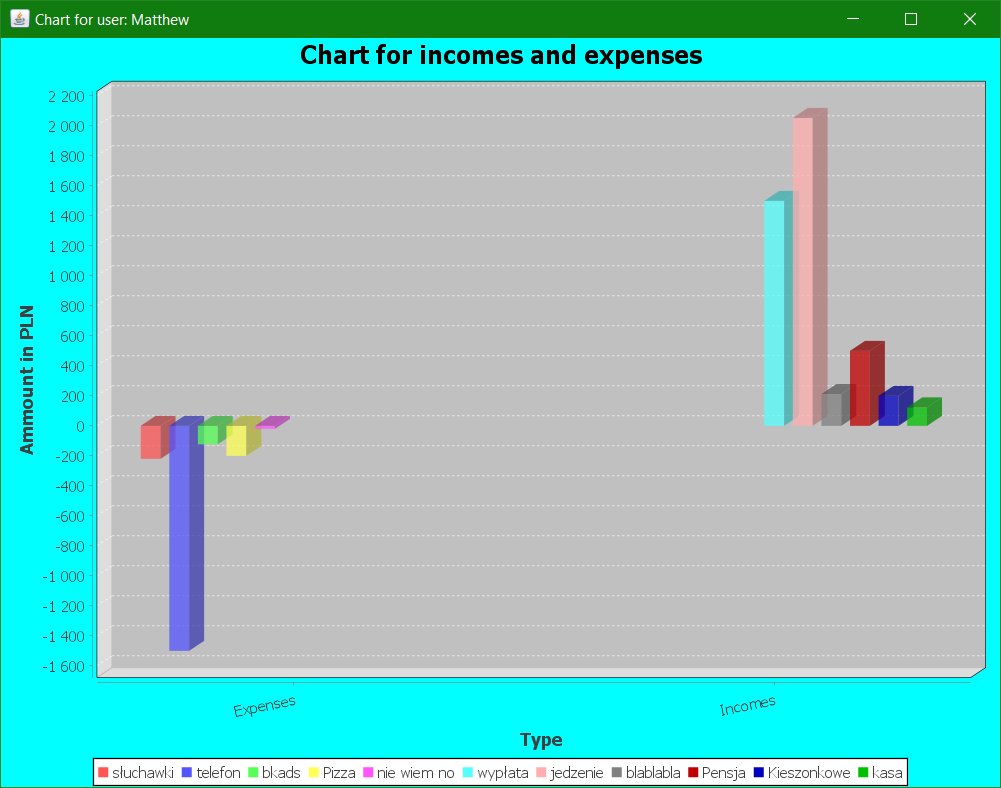 Chart for user: Matthew
Chart for incomes and expenses
2 200
2 000
1 800
1 600
1 400
1 200
1 000
800
600
400
200
0
-200
-400
-600
-800
-1 000
-1 200
-1 400
-1 600
Ammount in PLN
Expenses
Incomes
Type
słuchawki telefon bkads Pizza nie wiem no wypłata jedzenie blablabla Pensja Kieszonkowe kasa